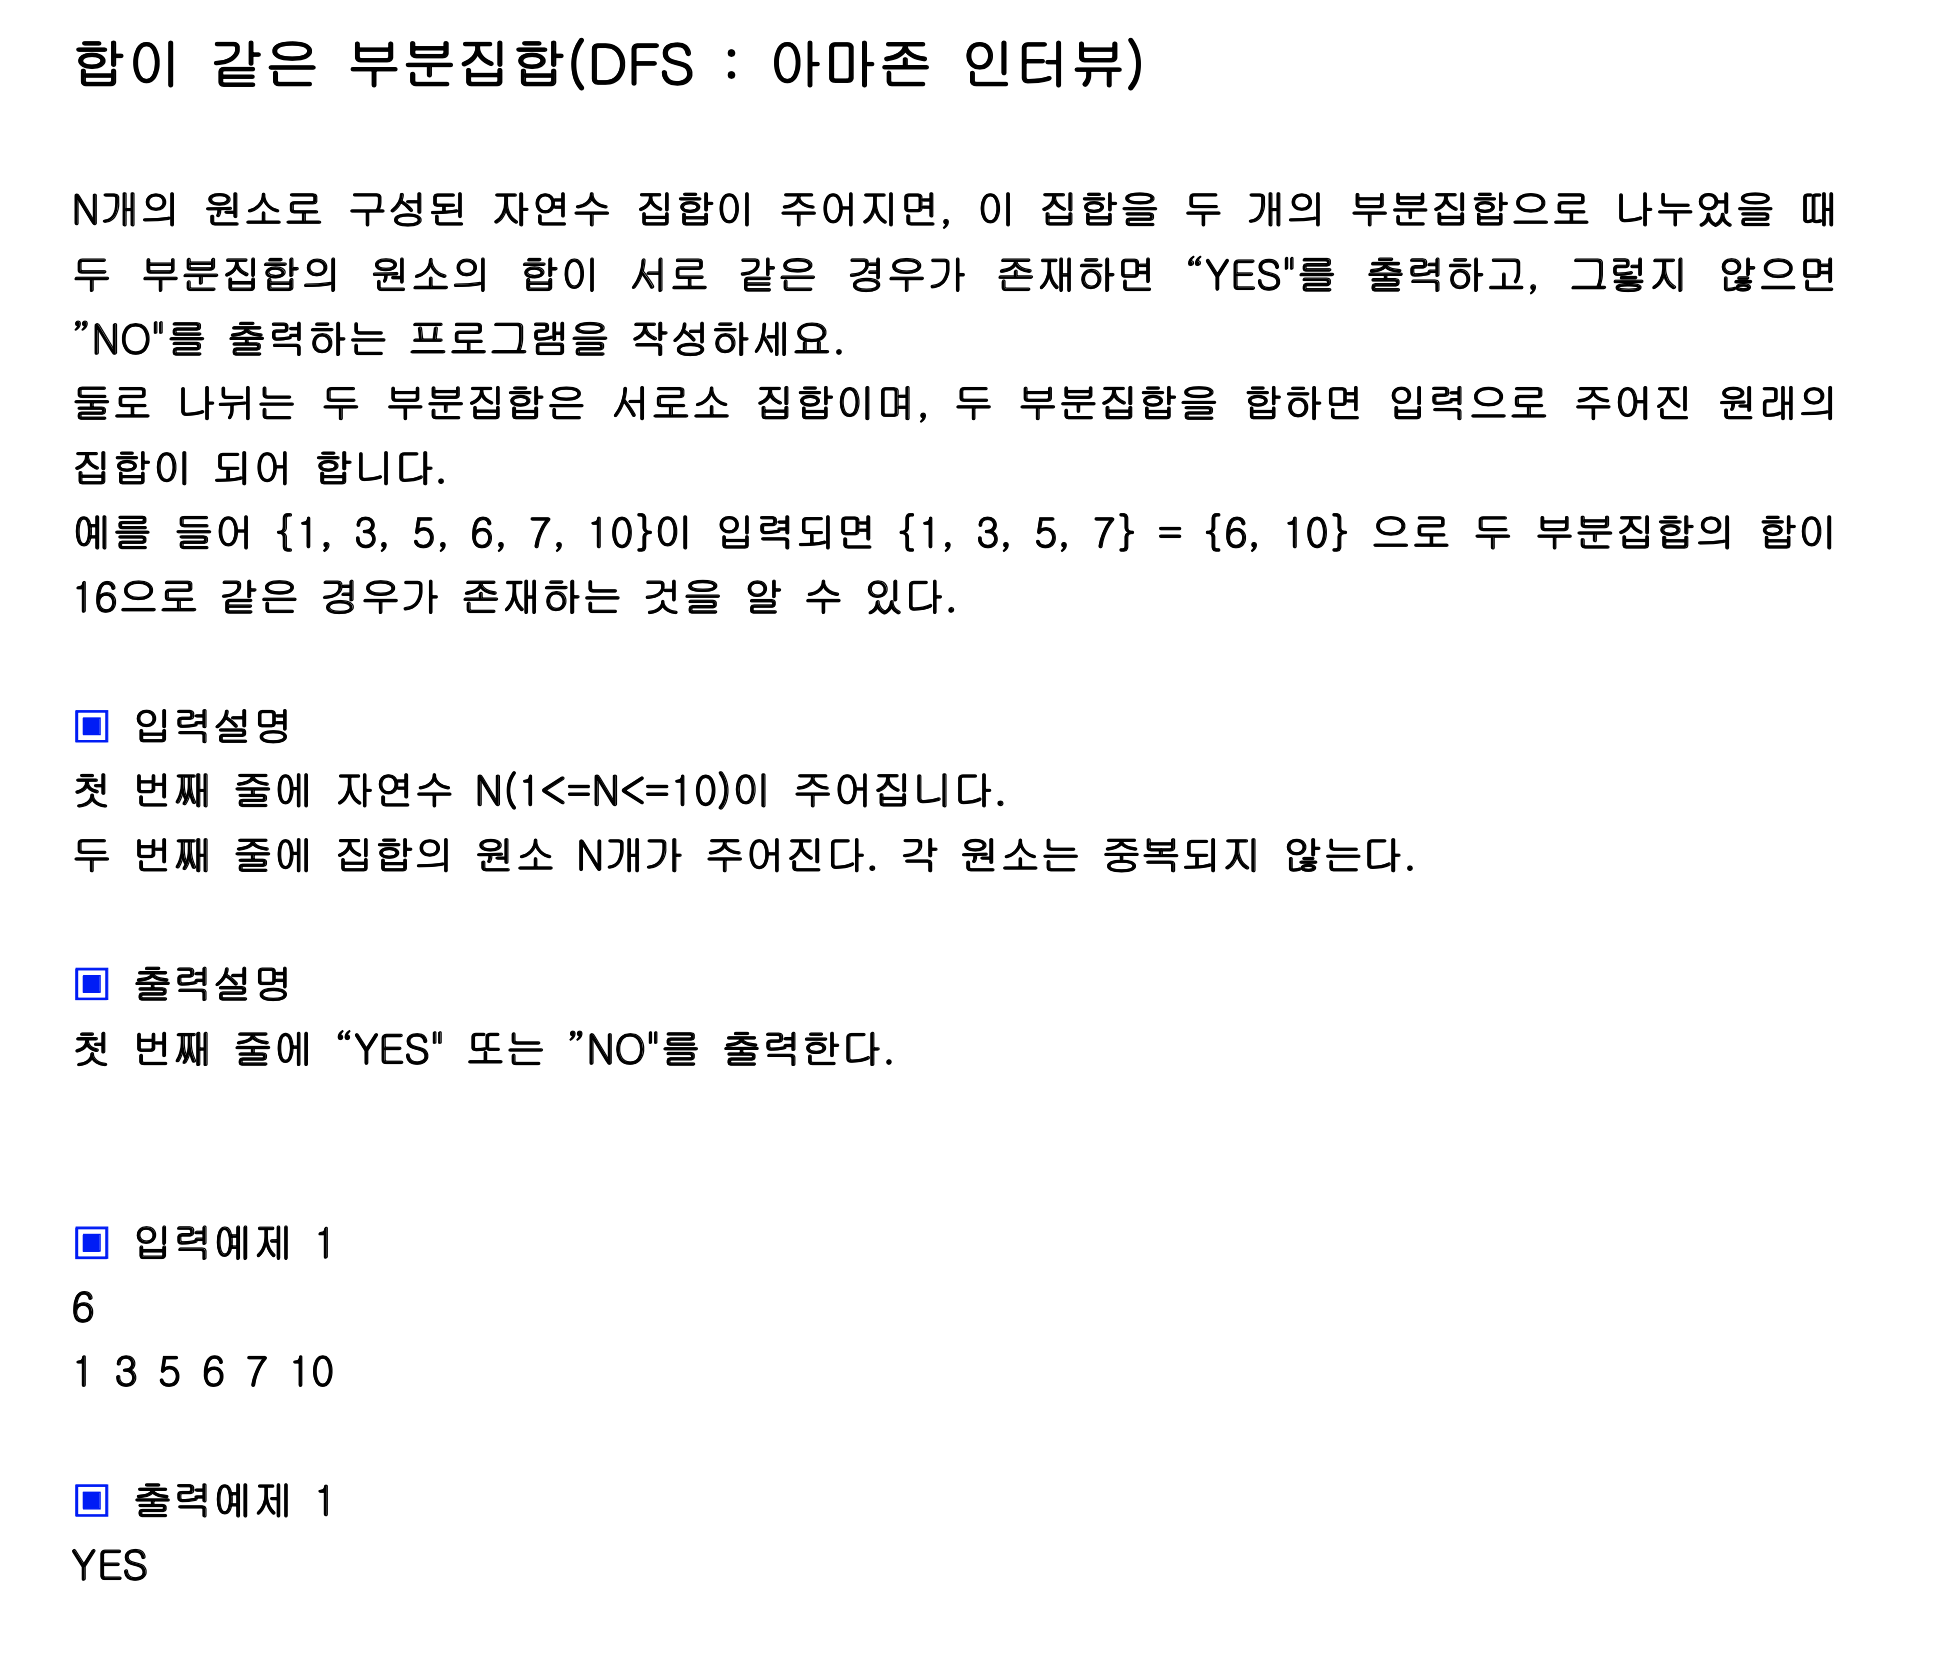 합이 같은 부분집합(DFS : 아마존 인터뷰)
N개의 원소로 구성된 자연수 집합이 주어지면, 이 집합을 두 개의 부분집합으로 나누었을 때
두 부분집합의 원소의 합이 서로 같은 경우가 존재하면 “YES"를 출력하고, 그렇지 않으면
”NO"를 출력하는 프로그램을 작성하세요.
둘로 나뉘는 두 부분집합은 서로소 집합이며, 두 부분집합을 합하면 입력으로 주어진 원래의
집합이 되어 합니다.
예를 들어 {1, 3, 5, 6, 7, 10}이 입력되면 {1, 3, 5, 7} = {6, 10} 으로 두 부분집합의 합이
16으로 같은 경우가 존재하는 것을 알 수 있다.
▣ 입력설명
첫 번째 줄에 자연수 N(1<=N<=10)이 주어집니다.
두 번째 줄에 집합의 원소 N개가 주어진다. 각 원소는 중복되지 않는다.
▣ 출력설명
첫 번째 줄에 “YES" 또는 ”NO"를 출력한다.
▣ 입력예제 1
6
1 3 5 6 7 10
▣ 출력예제 1
YES